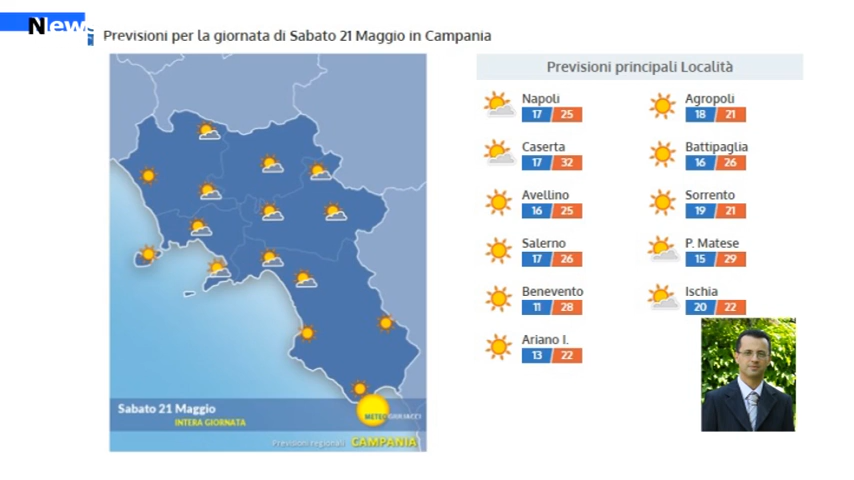 News
Previsioni per la giornata di Sabato 21 Maggio in Campania
Previsioni principali Località
Napoli
17 25
Caserta
17 32
Avellino
16 25
Salerno
17 26
Benevento
11 28
Ariano I.
13 22
Agropoli
18 21
Battipaglia
16 26
Sorrento
19 21
P. Matese
15 29
Ischia
20 22
Sabato 21 Maggio
INTERA GIORNATA
METEOGIULIACCI
Previsioni regionali CAMPANIA